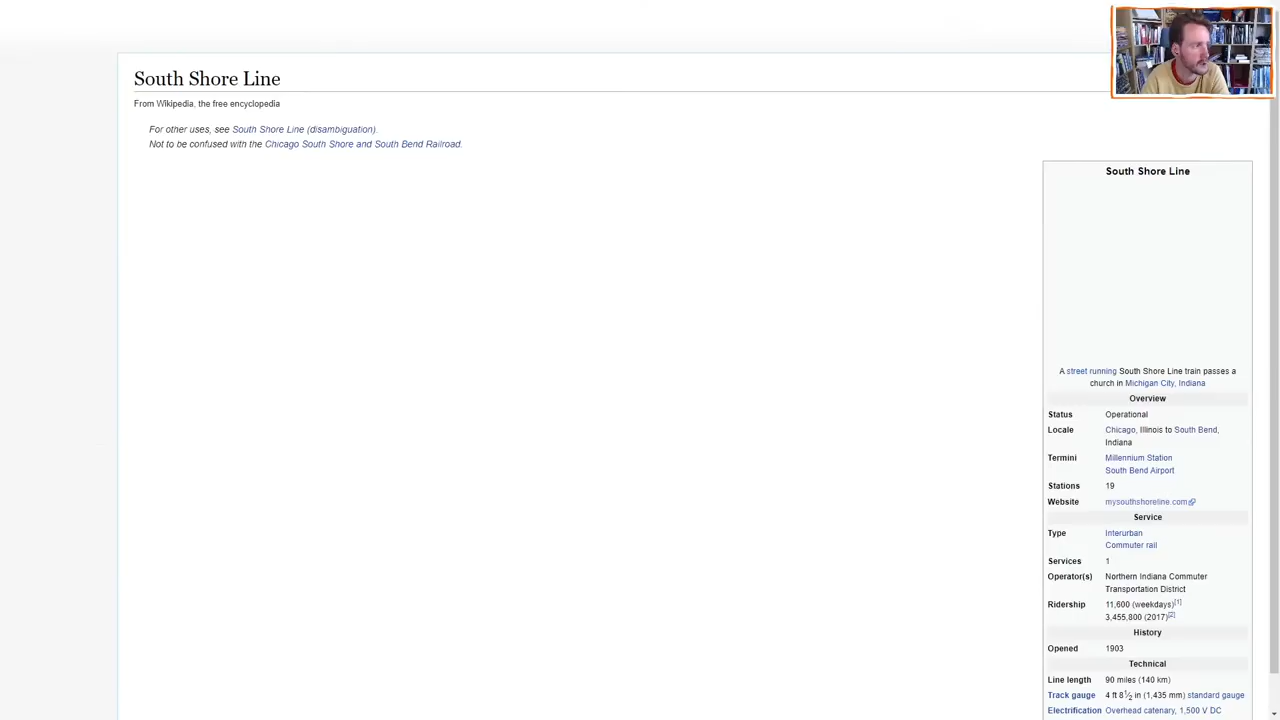 South Shore Line
From Wikipedia, the free encyclopedia
For other uses, see South Shore Line (disambiguation).
Not to be confused with the Chicago South Shore and South Bend Railroad.
South Shore Line
A street running South Shore Line train passes a
church in Michigan City, Indiana
Overview
Status Operational
Locale Chicago, Illinois to South Bend,
Indiana
Termini Millennium Station
South Bend Airport
Stations 19
Website mysouthshoreline.com
Service
Type Interurban
Commuter rail
Services 1
Operator(s) Northern Indiana Commuter
Transportation District
Ridership 11,600 (weekdays)[1]
3,455,800 (2017)[2]
History
Opened 1903
Technical
Line length 90 miles (140 km)
Track gauge 4 ft 8 1⁄2 in (1,435 mm) standard gauge
Electrification Overhead catenary, 1,500 V DC